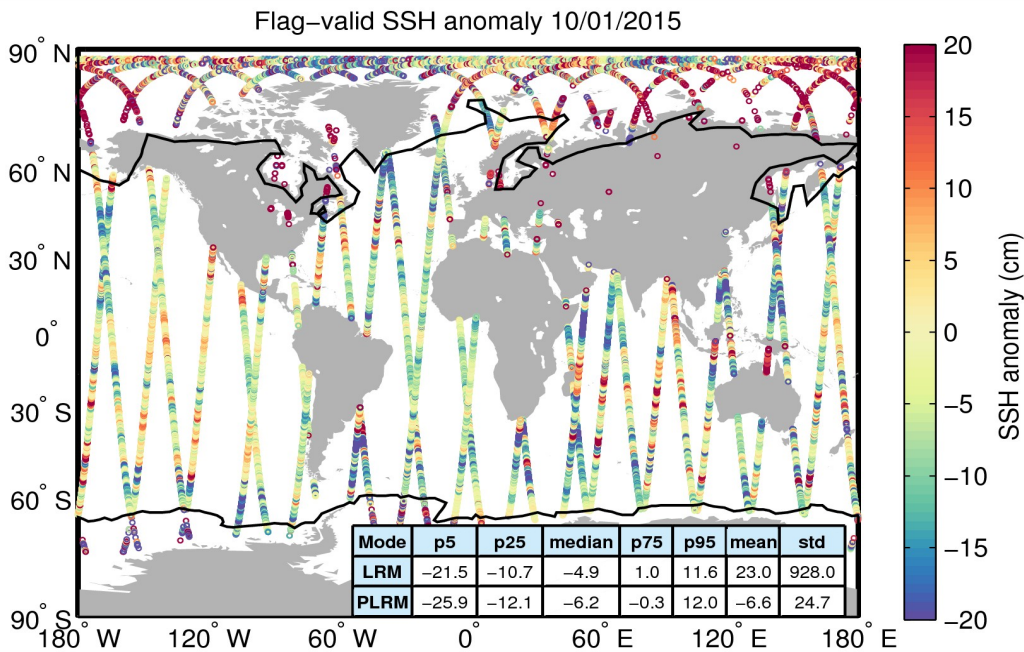 Flag−valid SSH anomaly 10/01/2015
90° N
60° N
30° N
0°
30° S
60° S
90° S
180° W
120° W
60° W
0°
60° E
120° E
180° E
Mode p5 p25 median p75 p95 mean std
LRM −21.5 −10.7 −4.9 1.0 11.6 23.0 928.0
PLRM −25.9 −12.1 −6.2 −0.3 12.0 −6.6 24.7
20
15
10
5
0
−5
−10
−15
−20
SSH anomaly (cm)